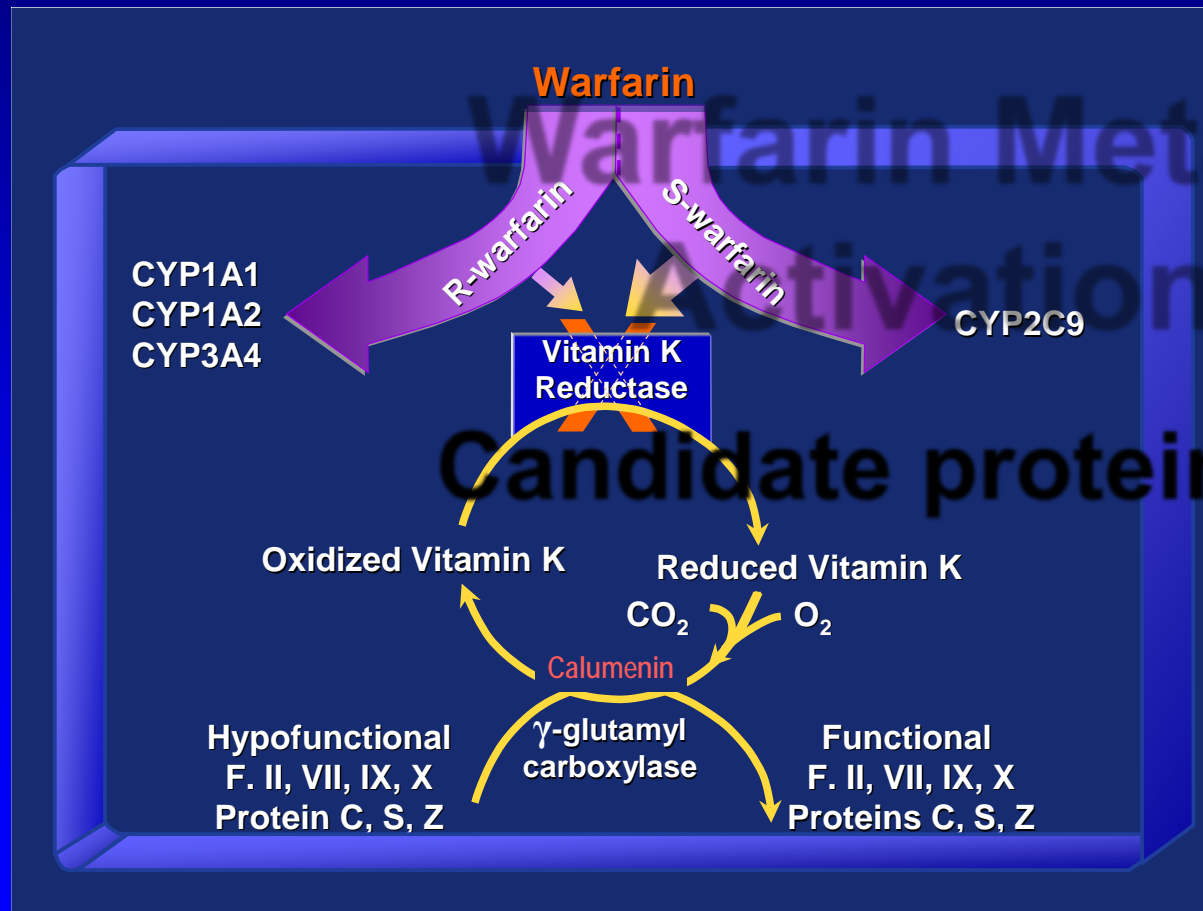 Warfarin
Warfarin Met
Activation
Candidate protein
R-warfarin
S-warfarin
CYP1A1
CYP1A2
CYP3A4
CYP2C9
Vitamin K
Reductase
Oxidized Vitamin K
Reduced Vitamin K
CO₂
O₂
Calumenin
γ-glutamyl
carboxylase
Hypofunctional
F. II, VII, IX, X
Protein C, S, Z
Functional
F. II, VII, IX, X
Proteins C, S, Z